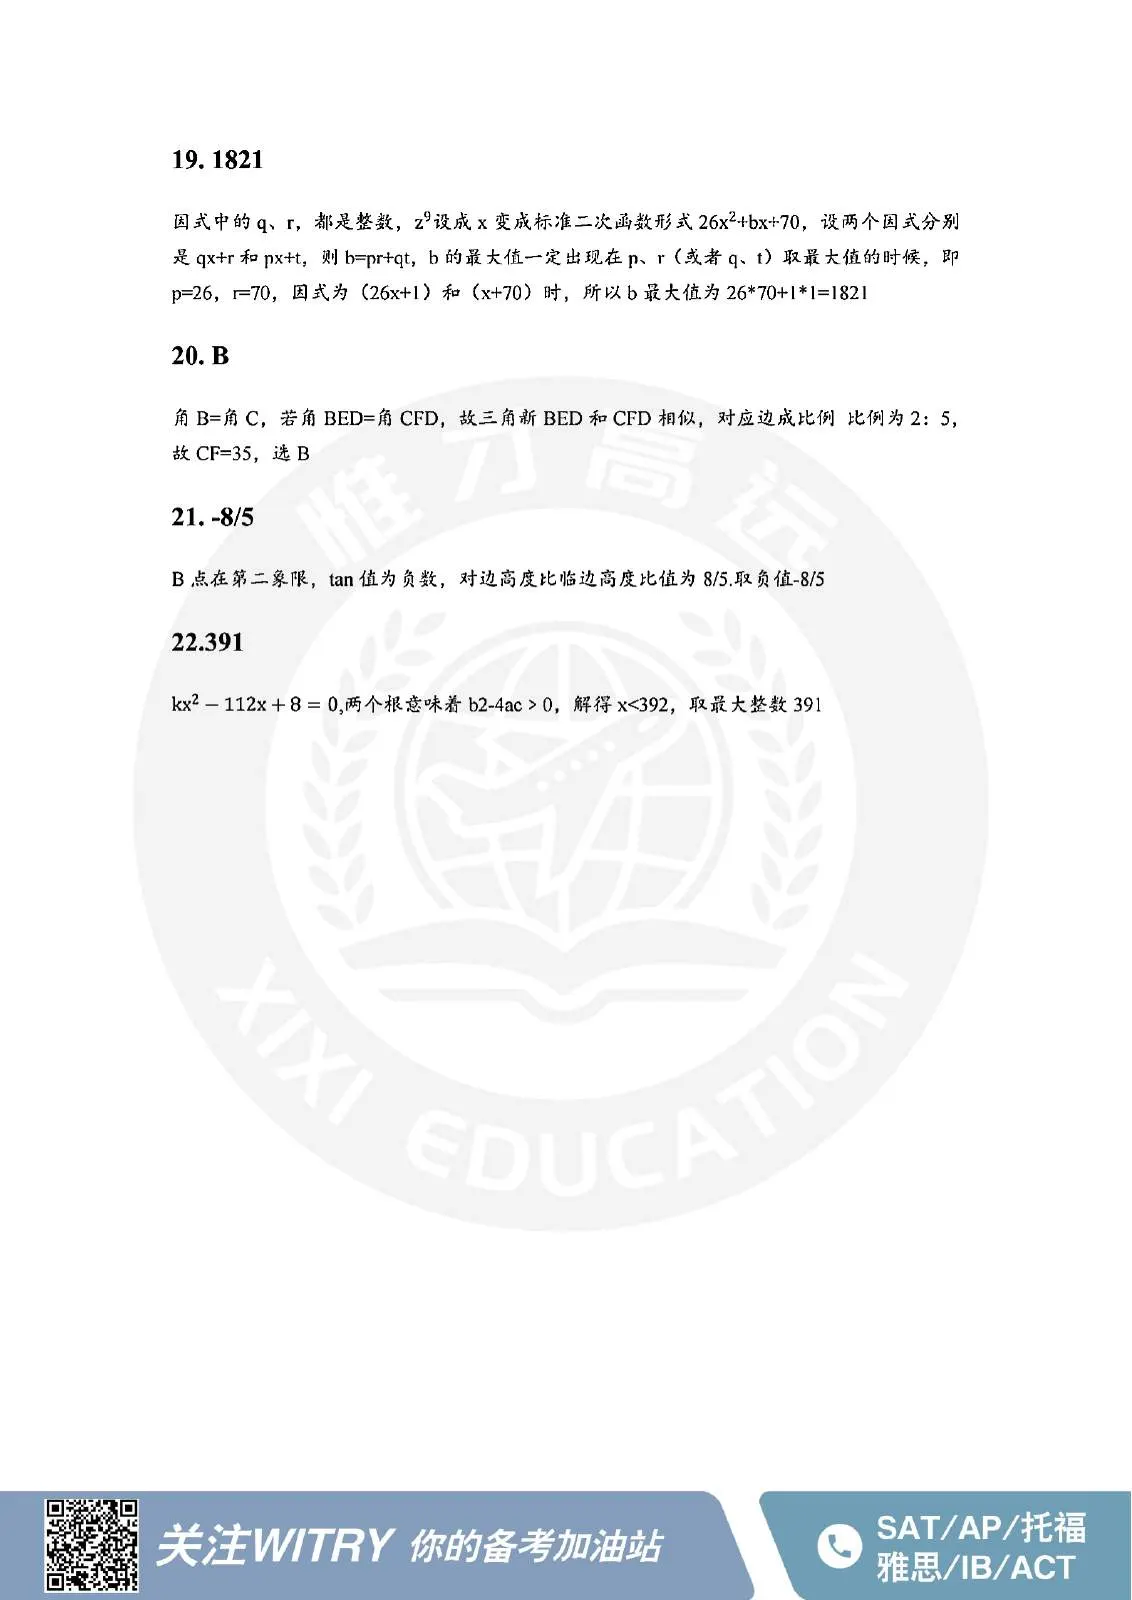 19. 1821
因式中的 q、r，都是整数，z⁹设成 x 变成标准二次函数形式 26x²+bx+70，设两个因式分别
是 qx+r 和 px+t，则 b=pr+qt，b 的最大值一定出现在 p、r（或者 q、t）取最大值的时候，即
p=26，r=70，因式为（26x+1）和（x+70）时，所以 b 最大值为 26*70+1*1=1821
20. B
角 B=角 C，若角 BED=角 CFD，故三角新 BED 和 CFD 相似，对应边成比例 比例为 2：5，
故 CF=35，选 B
21. -8/5
B 点在第二象限，tan 值为负数，对边高度比临边高度比值为 8/5.取负值-8/5
22.391
kx² − 112x + 8 = 0,两个根意味着 b2-4ac > 0，解得 x<392，取最大整数 391
惟才高远
XIXI EDUCATION
关注WITRY 你的备考加油站
SAT/AP/托福
雅思/IB/ACT